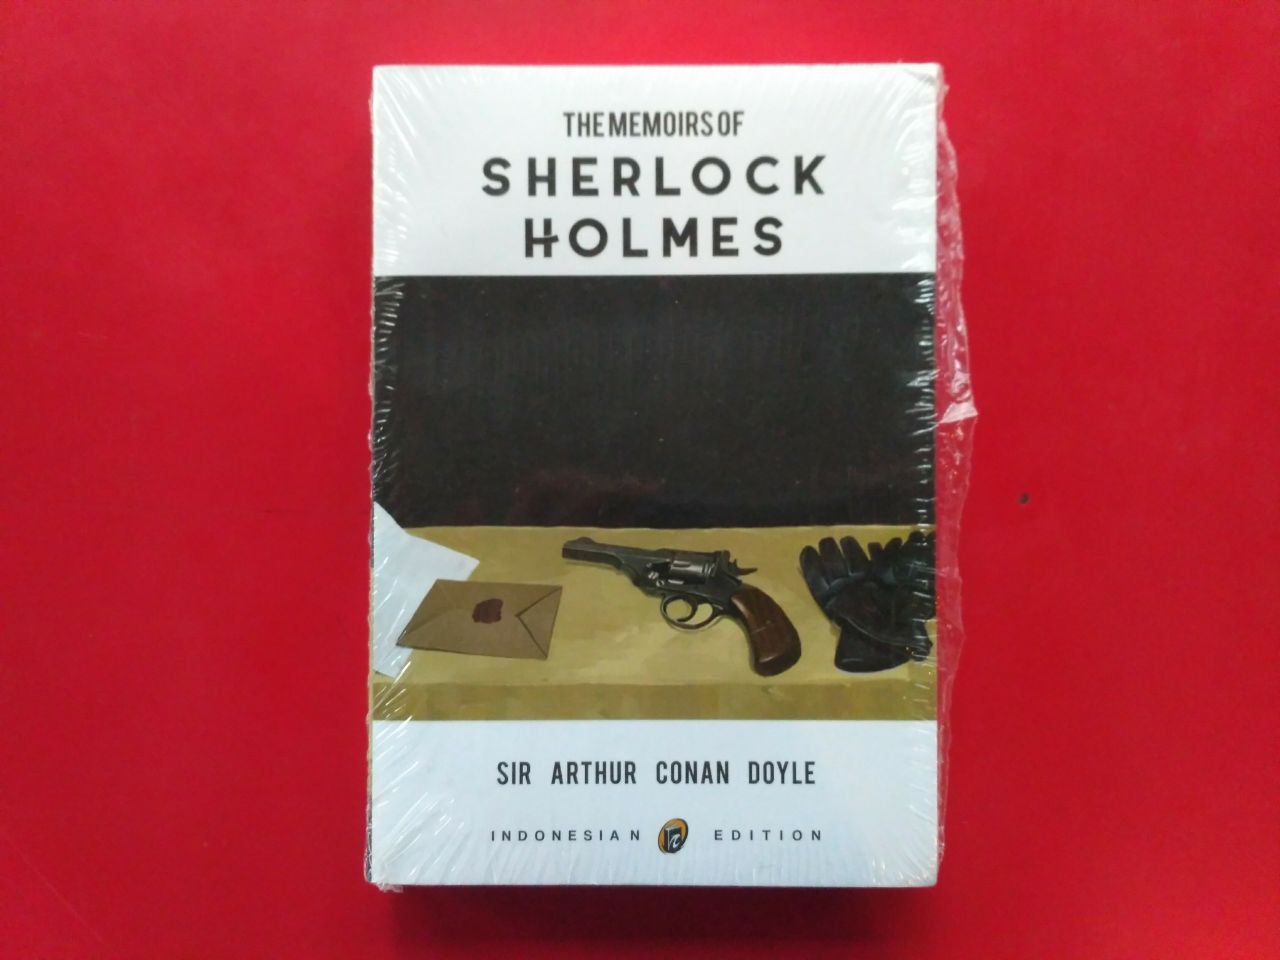 THE MEMOIRS OF
SHERLOCK
HOLMES
SIR ARTHUR CONAN DOYLE
INDONESIAN EDITION